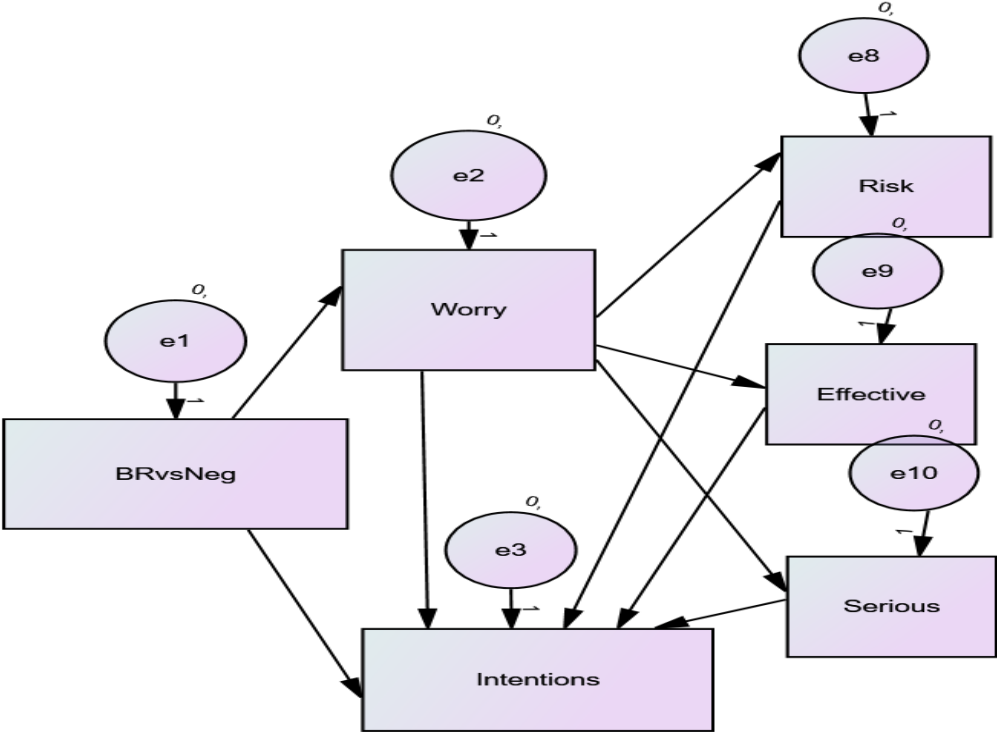 0,
e8
1
Risk
0,
e2
1
Worry
0,
e9
1
Effective
0,
e1
1
BRvsNeg
0,
e10
1
Serious
0,
e3
1
Intentions